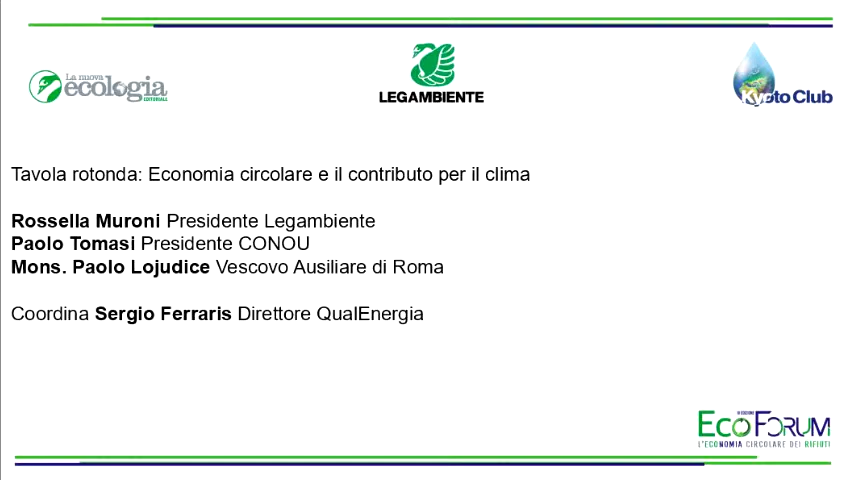 La nuova
ecologia
EDITORIALE
LEGAMBIENTE
Kyoto Club
Tavola rotonda: Economia circolare e il contributo per il clima
Rossella Muroni Presidente Legambiente
Paolo Tomasi Presidente CONOU
Mons. Paolo Lojudice Vescovo Ausiliare di Roma
Coordina Sergio Ferraris Direttore QualEnergia
ECOFORUM
L'ECONOMIA CIRCOLARE DEI RIFIUTI